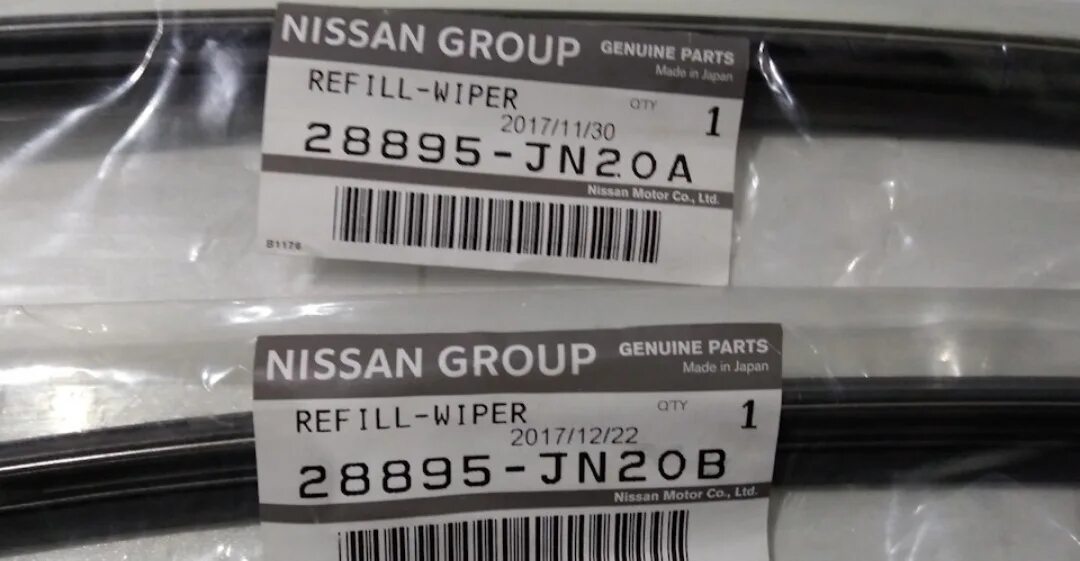 NISSAN GROUP GENUINE PARTS
Made in Japan
REFILL-WIPER QTY 1
2017/11/30
28895-JN20A
Nissan Motor Co., Ltd.
B1176
NISSAN GROUP GENUINE PARTS
Made in Japan
REFILL-WIPER QTY 1
2017/12/22
28895-JN20B
Nissan Motor Co., Ltd.